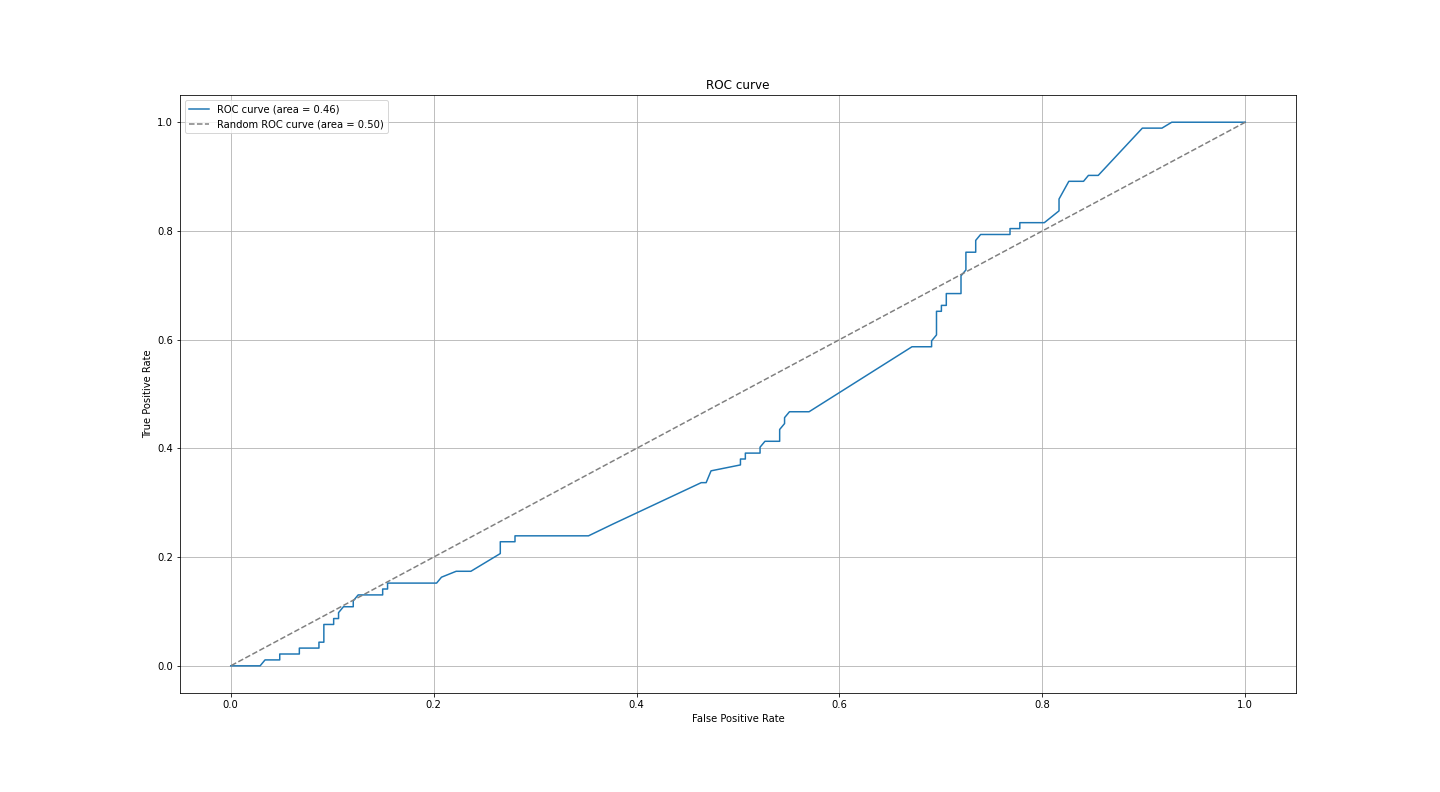 ROC curve
ROC curve (area = 0.46)
Random ROC curve (area = 0.50)
1.0
0.8
0.6
0.4
0.2
0.0
True Positive Rate
0.0 0.2 0.4 0.6 0.8 1.0
False Positive Rate